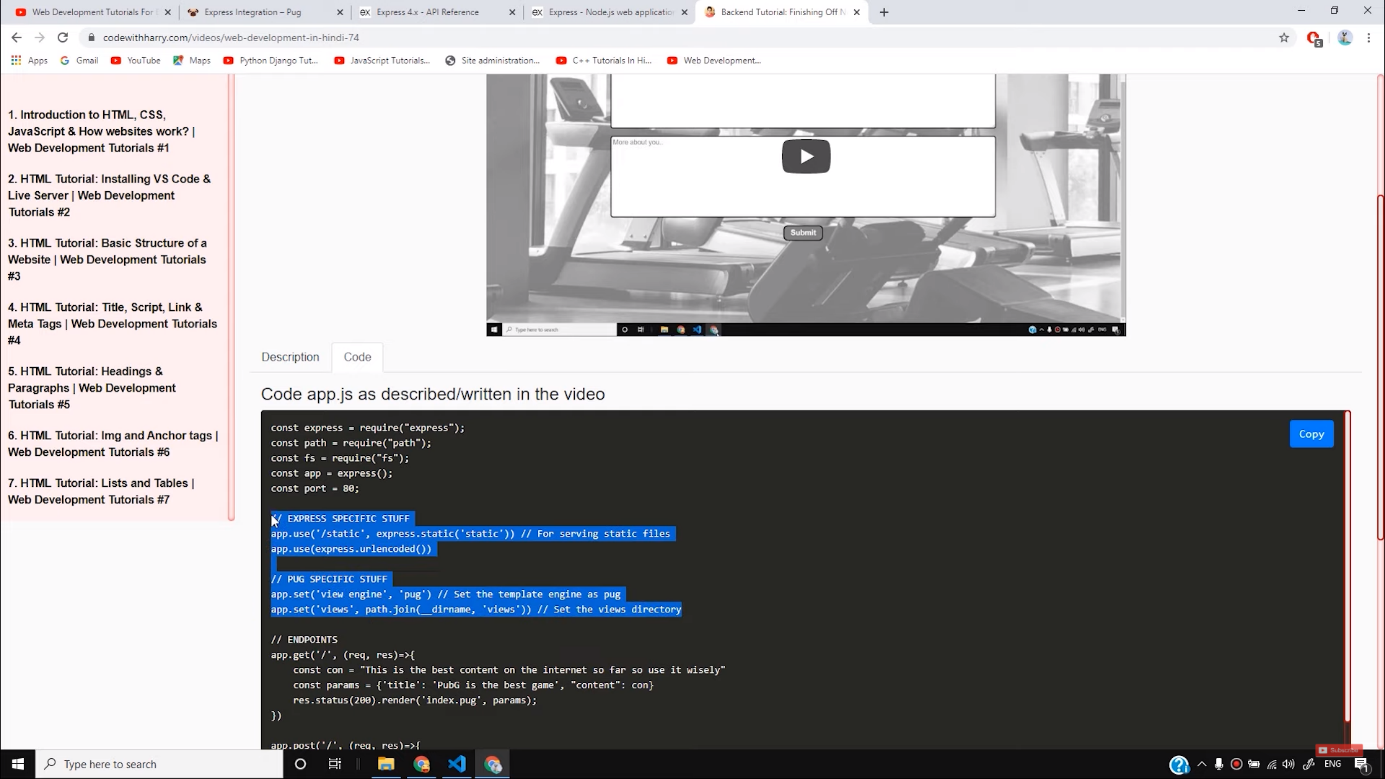 Web Development Tutorials For B
Express Integration – Pug
Express 4.x - API Reference
Express - Node.js web application
Backend Tutorial: Finishing Off N
codewithharry.com/videos/web-development-in-hindi-74
Apps
Gmail
YouTube
Maps
Python Django Tut...
JavaScript Tutorials...
Site administration...
C++ Tutorials In Hi...
Web Development...
1. Introduction to HTML, CSS,
JavaScript & How websites work? |
Web Development Tutorials #1
2. HTML Tutorial: Installing VS Code &
Live Server | Web Development
Tutorials #2
3. HTML Tutorial: Basic Structure of a
Website | Web Development Tutorials
#3
4. HTML Tutorial: Title, Script, Link &
Meta Tags | Web Development Tutorials
#4
5. HTML Tutorial: Headings &
Paragraphs | Web Development
Tutorials #5
6. HTML Tutorial: Img and Anchor tags |
Web Development Tutorials #6
7. HTML Tutorial: Lists and Tables |
Web Development Tutorials #7
More about you..
Submit
Type here to search
ENG
Description
Code
Code app.js as described/written in the video
Copy
const express = require("express");
const path = require("path");
const fs = require("fs");
const app = express();
const port = 80;
// EXPRESS SPECIFIC STUFF
app.use('/static', express.static('static')) // For serving static files
app.use(express.urlencoded())
// PUG SPECIFIC STUFF
app.set('view engine', 'pug') // Set the template engine as pug
app.set('views', path.join(__dirname, 'views')) // Set the views directory
// ENDPOINTS
app.get('/', (req, res)=>{
const con = "This is the best content on the internet so far so use it wisely"
const params = {'title': 'PubG is the best game', "content": con}
res.status(200).render('index.pug', params);
})
app.post('/', (req, res)=>{
Subscribe
Type here to search
ENG